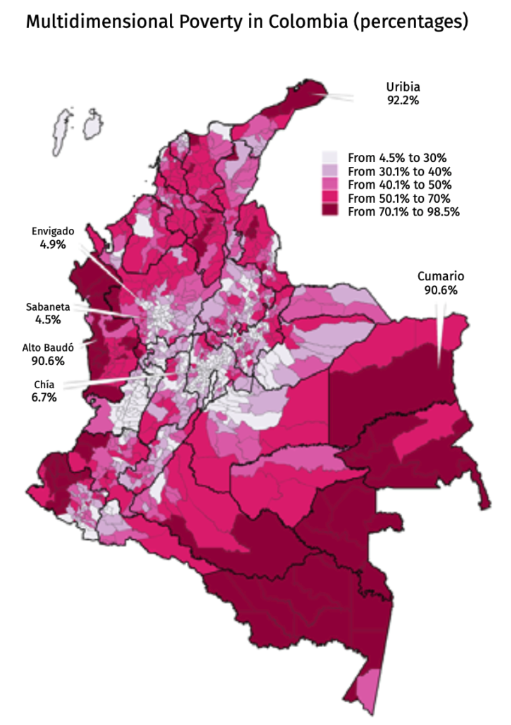 Multidimensional Poverty in Colombia (percentages)
Uribia
92.2%
From 4.5% to 30%
From 30.1% to 40%
From 40.1% to 50%
From 50.1% to 70%
From 70.1% to 98.5%
Envigado
4.9%
Cumario
90.6%
Sabaneta
4.5%
Alto Baudó
90.6%
Chía
6.7%